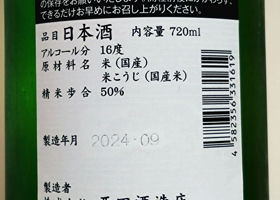 の保存をお願いいたします
できるだけお早めにお召し上がりください。
品目 日本酒 内容量 720ml
アルコール分 16度
原材料名 米(国産)
米こうじ(国産米)
精米歩合 50%
製造年月 2024-09
製造者
4582356331619